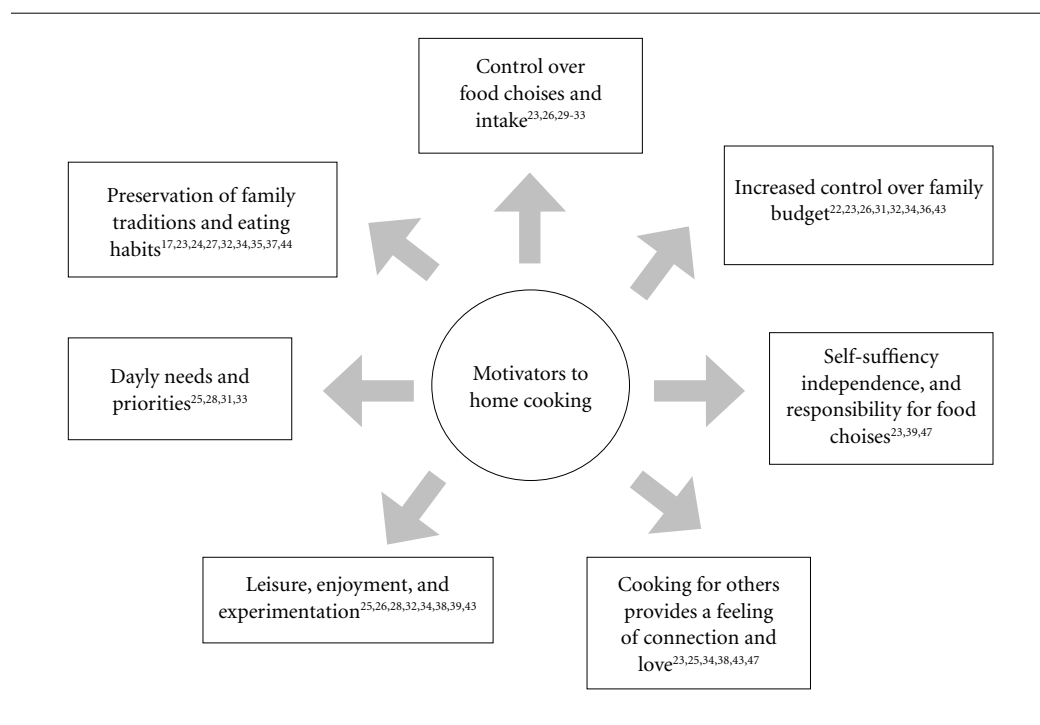 Control over
food choises and
intake23,26,29-33
Preservation of family
traditions and eating
habits17,23,24,27,32,34,35,37,44
Increased control over family
budget22,23,26,31,32,34,36,43
Dayly needs and
priorities25,28,31,33
Motivators to
home cooking
Self-suffiency
independence, and
responsibility for food
choises23,39,47
Leisure, enjoyment, and
experimentation25,26,28,32,34,38,39,43
Cooking for others
provides a feeling
of connection and
love23,25,34,38,43,47